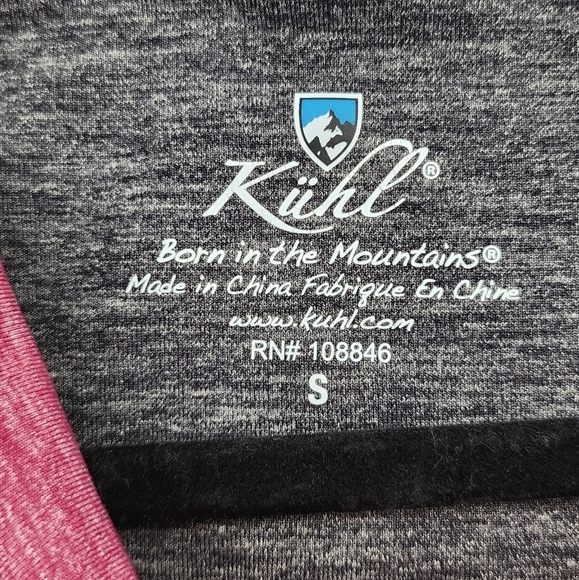 Kühl®
Born in the Mountains®
Made in China Fabrique En Chine
www.kuhl.com
RN# 108846
S